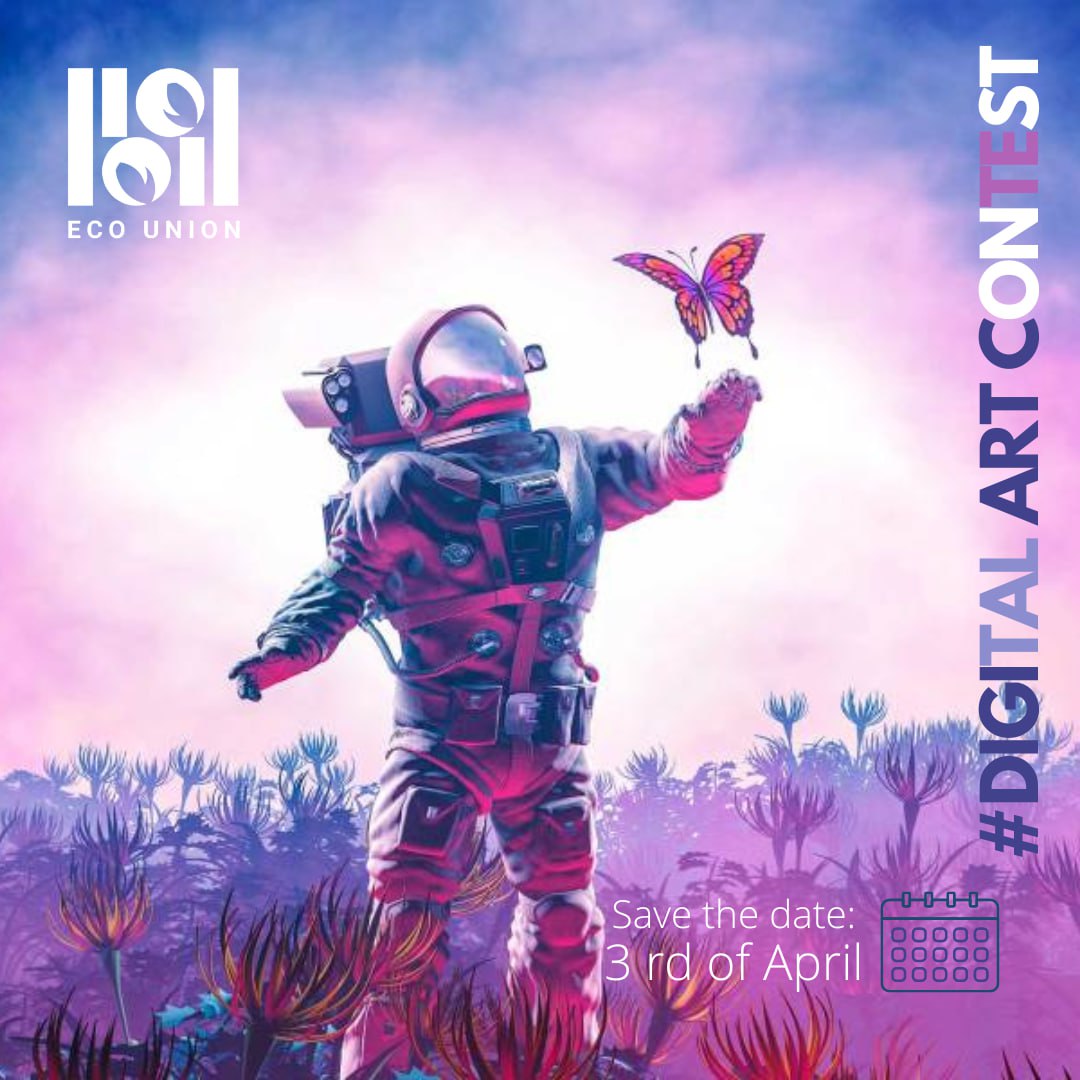 ECO UNION
#DIGITAL ART CONTEST
Save the date:
3 rd of April